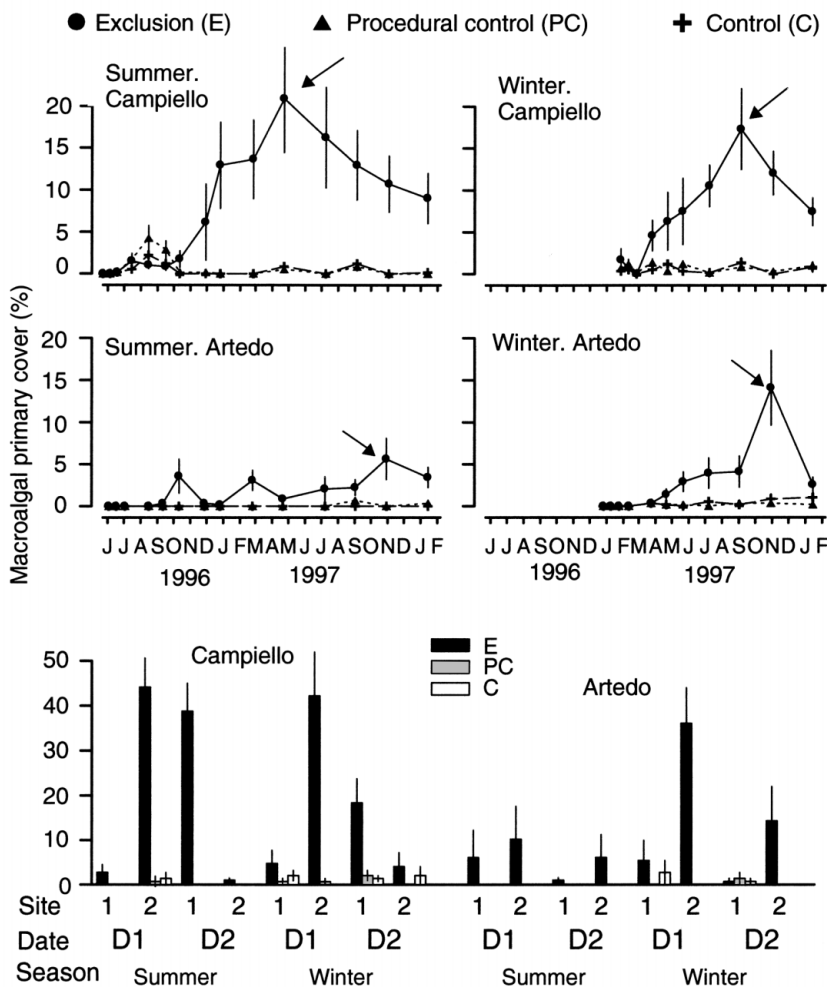 Exclusion (E) Procedural control (PC) Control (C)
Summer. Campiello
Winter. Campiello
20
15
10
5
0
Macroalgal primary cover (%)
Summer. Artedo
Winter. Artedo
20
15
10
5
0
J J A S O N D J F M A M J J A S O N D J F
1996 1997
J J A S O N D J F M A M J J A S O N D J F
1996 1997
E
PC
C
Campiello
Artedo
50
40
30
20
10
0
Site 1 2 1 2 1 2 1 2 1 2 1 2 1 2 1 2
Date D1 D2 D1 D2 D1 D2 D1 D2
Season Summer Winter Summer Winter